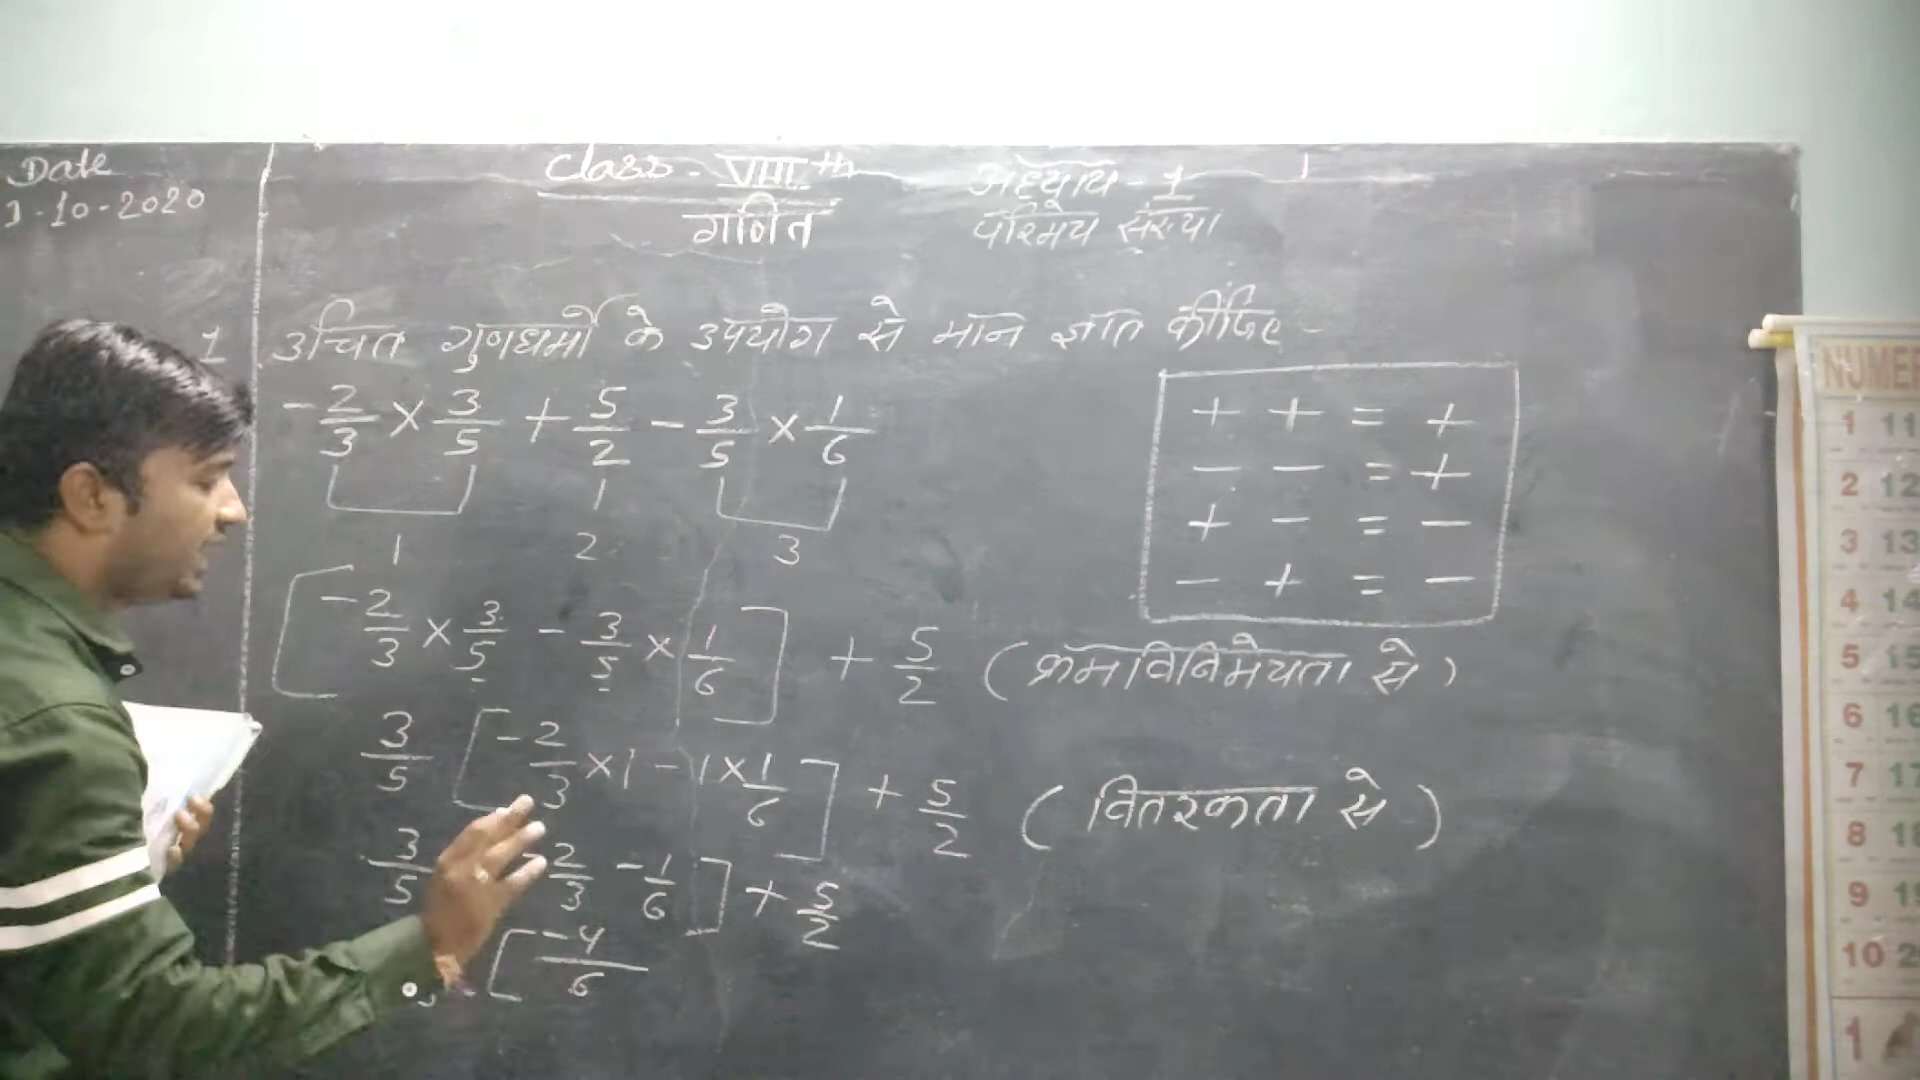 Date
1-10-2020
Class - VIIIth
गणित
अध्याय - 1
परिमेय संख्या
1 उचित गुणधर्मो के उपयोग से मान ज्ञात कीजिए -
- 2/3 × 3/5 + 5/2 - 3/5 × 1/6
1 2 3
[ -2/3 × 3/5 - 3/5 × 1/6 ] + 5/2 (क्रमविनिमेयता से)
3/5 [ -2/3 × 1 - 1 × 1/6 ] + 5/2 (वितरकता से)
3/5 -2/3 - 1/6 ] + 5/2
[ -4/6
+ + = +
- - = +
+ - = -
- + = -
NUMER
1 11
2 12
3 13
4 14
5 15
6 16
7 17
8 18
9 19
10 2
1